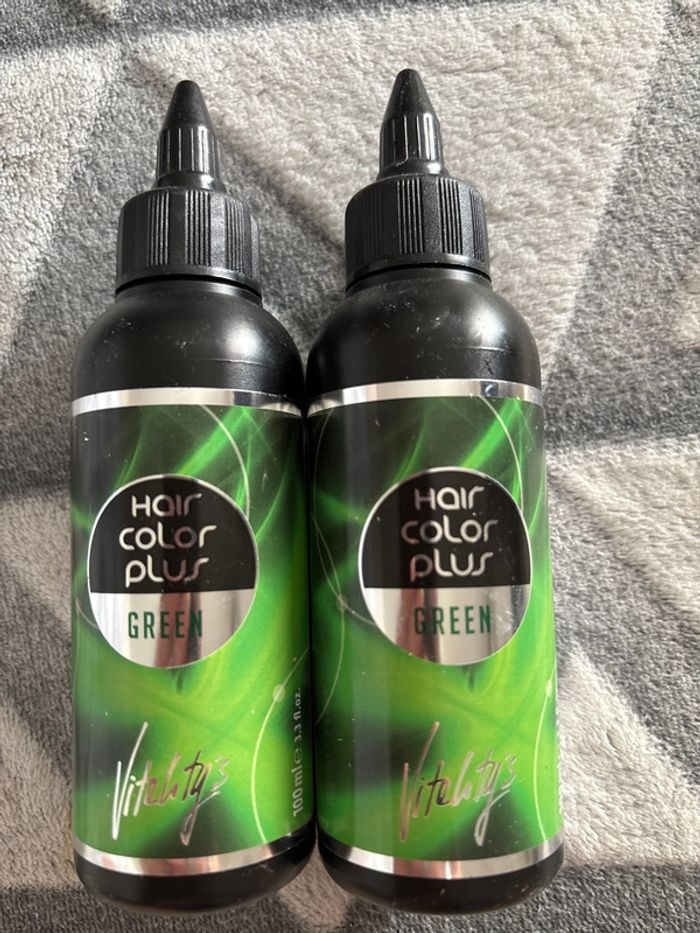 Hair
Color
plus
GREEN
Vitality's
100 ml e 3.3 fl.oz.
Hair
Color
plus
GREEN
Vitality's